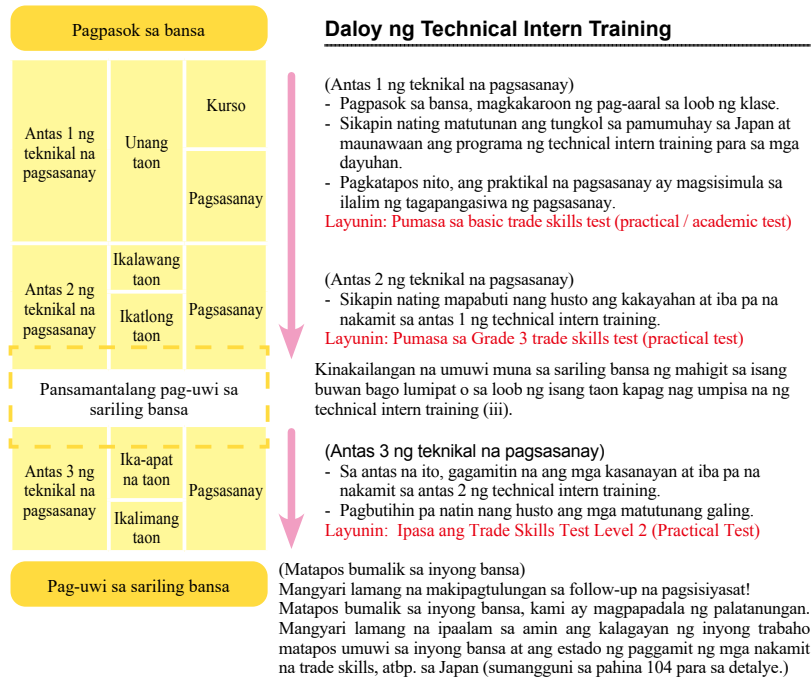 Pagpasok sa bansa
Antas 1 ng
teknikal na
pagsasanay
Unang
taon
Kurso
Pagsasanay
Antas 2 ng
teknikal na
pagsasanay
Ikalawang
taon
Ikatlong
taon
Pagsasanay
Pansamantalang pag-uwi sa
sariling bansa
Antas 3 ng
teknikal na
pagsasanay
Ika-apat
na taon
Ikalimang
taon
Pagsasanay
Pag-uwi sa sariling bansa
Daloy ng Technical Intern Training
(Antas 1 ng teknikal na pagsasanay)
- Pagpasok sa bansa, magkakaroon ng pag-aaral sa loob ng klase.
- Sikapin nating matutunan ang tungkol sa pamumuhay sa Japan at
maunawaan ang programa ng technical intern training para sa mga
dayuhan.
- Pagkatapos nito, ang praktikal na pagsasanay ay magsisimula sa
ilalim ng tagapangasiwa ng pagsasanay.
Layunin: Pumasa sa basic trade skills test (practical / academic test)
(Antas 2 ng teknikal na pagsasanay)
- Sikapin nating mapabuti nang husto ang kakayahan at iba pa na
nakamit sa antas 1 ng technical intern training.
Layunin: Pumasa sa Grade 3 trade skills test (practical test)
Kinakailangan na umuwi muna sa sariling bansa ng mahigit sa isang
buwan bago lumipat o sa loob ng isang taon kapag nag umpisa na ng
technical intern training (iii).
(Antas 3 ng teknikal na pagsasanay)
- Sa antas na ito, gagamitin na ang mga kasanayan at iba pa na
nakamit sa antas 2 ng technical intern training.
- Pagbutihin pa natin nang husto ang mga matutunang galing.
Layunin: Ipasa ang Trade Skills Test Level 2 (Practical Test)
(Matapos bumalik sa inyong bansa)
Mangyari lamang na makipagtulungan sa follow-up na pagsisiyasat!
Matapos bumalik sa inyong bansa, kami ay magpapadala ng palatanungan.
Mangyari lamang na ipaalam sa amin ang kalagayan ng inyong trabaho
matapos umuwi sa inyong bansa at ang estado ng paggamit ng mga nakamit
na trade skills, atbp. sa Japan (sumangguni sa pahina 104 para sa detalye.)